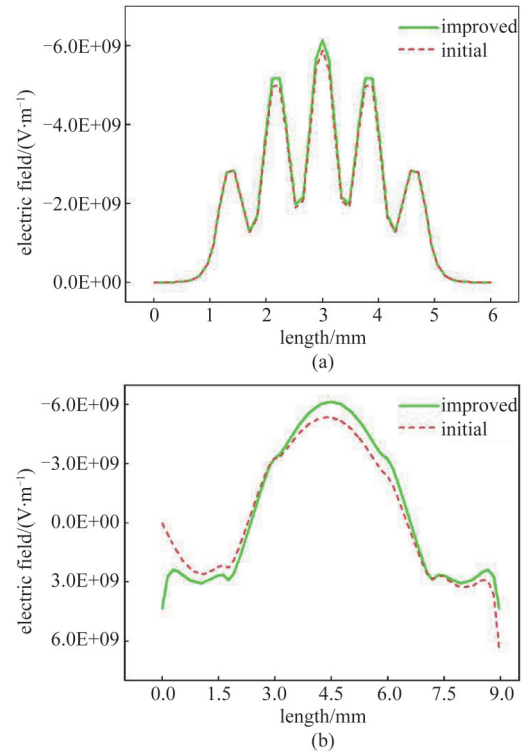 −6.0E+09
−4.0E+09
−2.0E+09
0.0E+00
electric field/(V·m⁻¹)
improved
initial
0 1 2 3 4 5 6
length/mm
(a)
−6.0E+09
−3.0E+09
0.0E+00
3.0E+09
6.0E+09
electric field/(V·m⁻¹)
improved
initial
0.0 1.5 3.0 4.5 6.0 7.5 9.0
length/mm
(b)